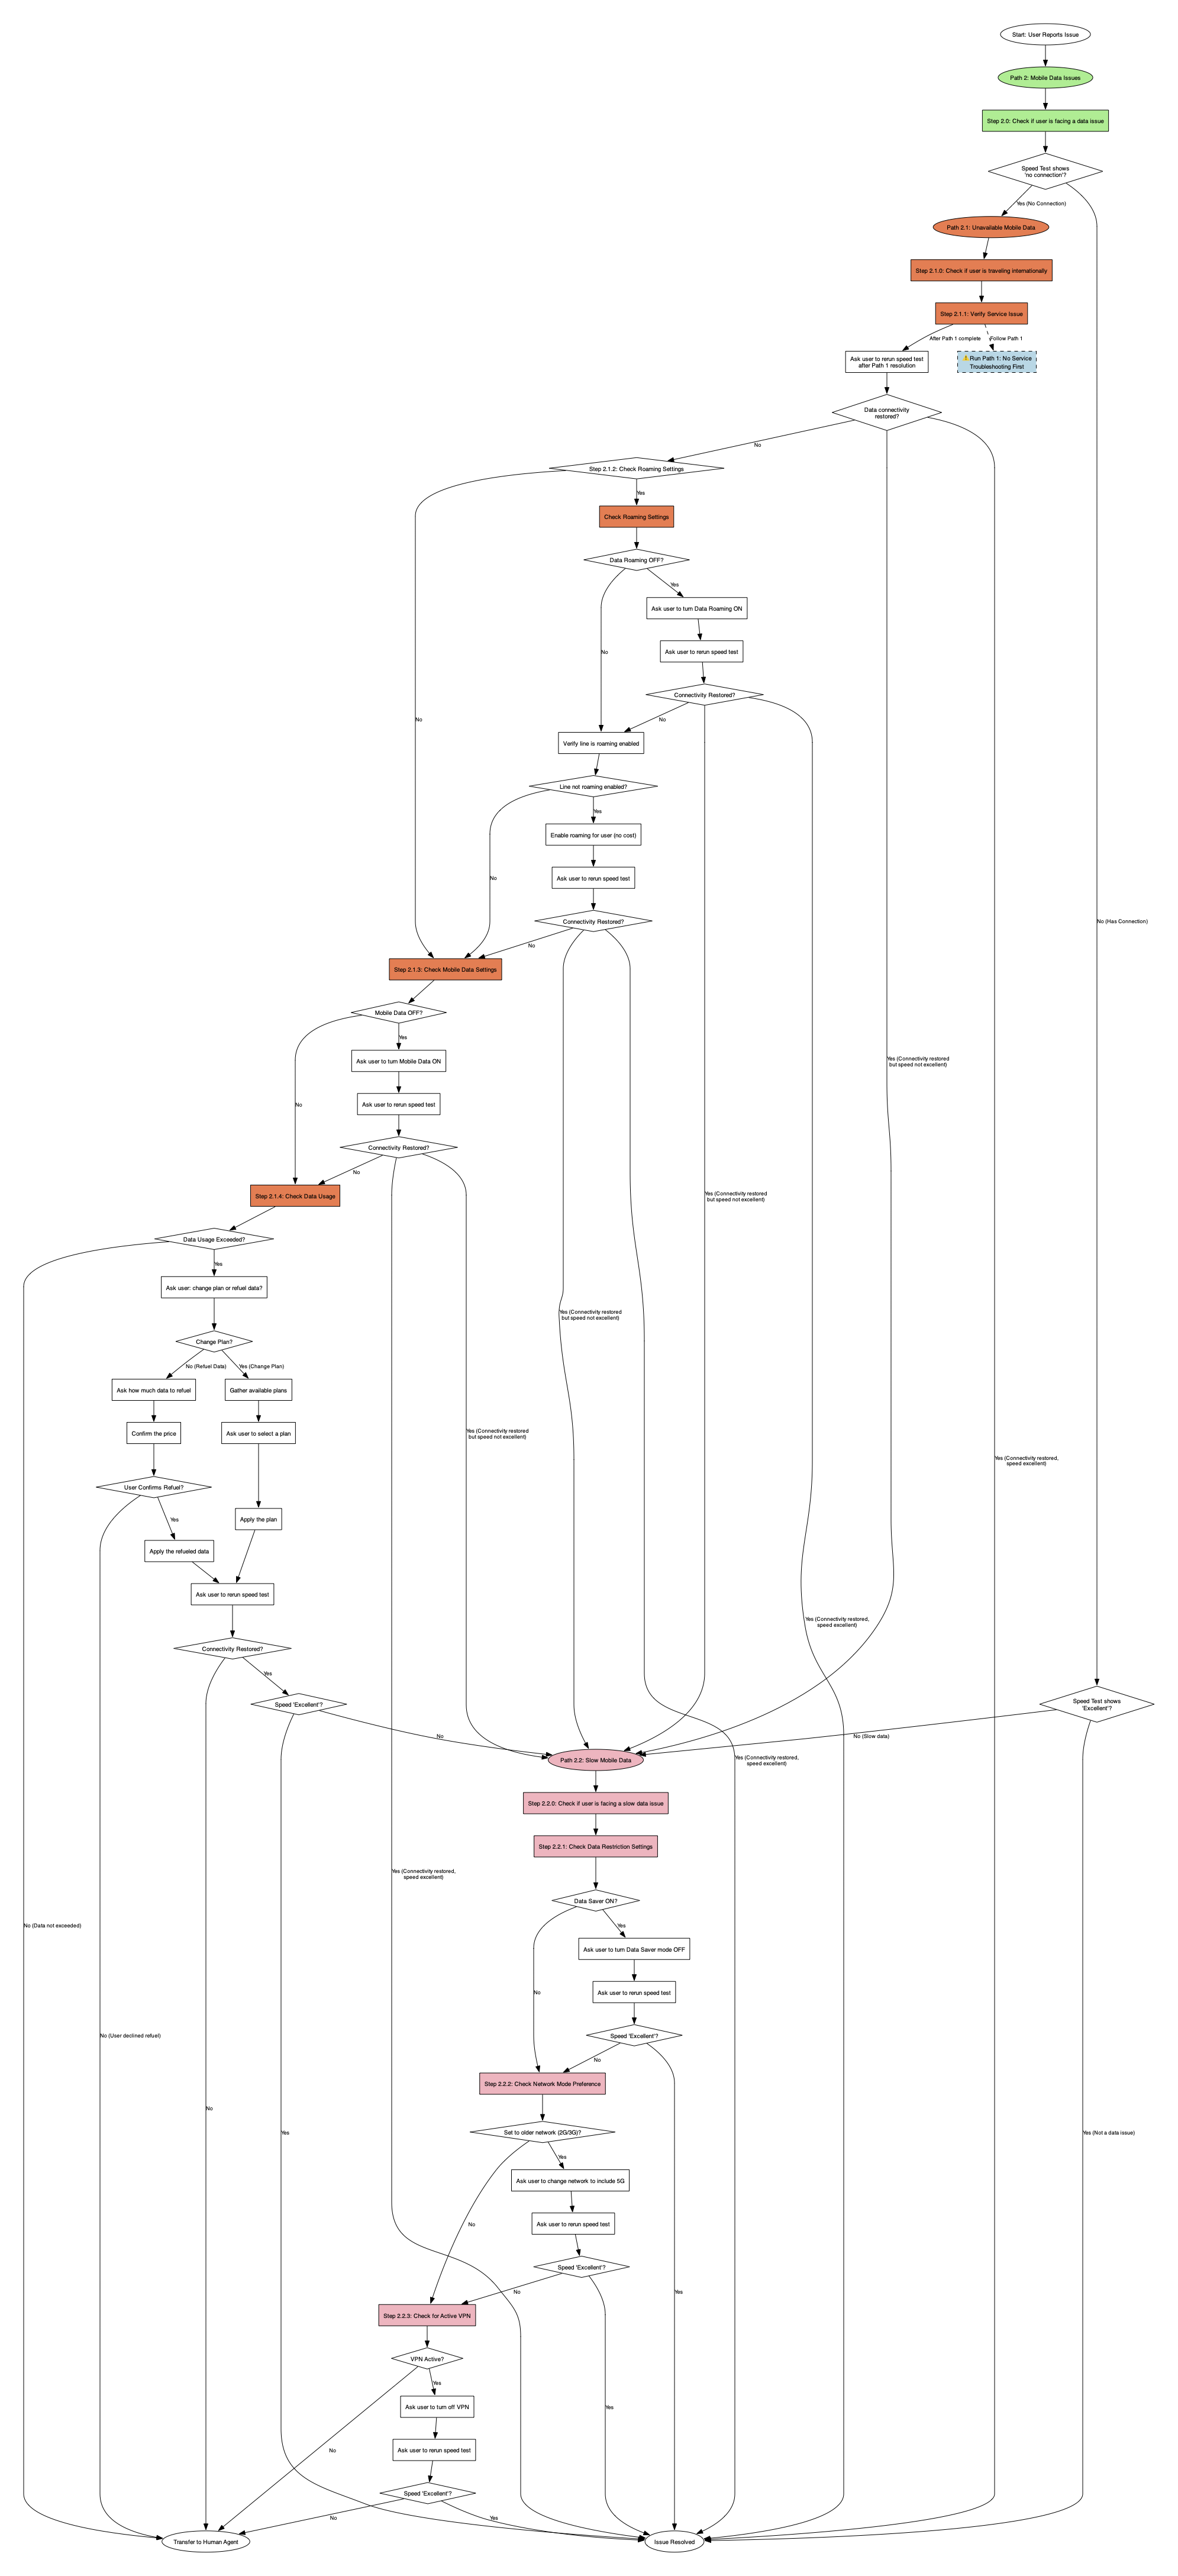 Start: User Reports Issue
Path 2: Mobile Data Issues
Step 2.0: Check if user is facing a data issue
Speed Test shows
'no connection'?
Yes (No Connection)
Path 2.1: Unavailable Mobile Data
Step 2.1.0: Check if user is traveling internationally
Step 2.1.1: Verify Service Issue
After Path 1 complete
Follow Path 1
Ask user to rerun speed test
after Path 1 resolution
⚠️Run Path 1: No Service
Troubleshooting First
Data connectivity
restored?
No
Step 2.1.2: Check Roaming Settings
Yes
Check Roaming Settings
Data Roaming OFF?
Yes
Ask user to turn Data Roaming ON
No
Ask user to rerun speed test
Connectivity Restored?
No
No
Verify line is roaming enabled
Line not roaming enabled?
Yes
Enable roaming for user (no cost)
No
Ask user to rerun speed test
Connectivity Restored?
No (Has Connection)
No
Step 2.1.3: Check Mobile Data Settings
Mobile Data OFF?
Yes
Ask user to turn Mobile Data ON
Yes (Connectivity restored
but speed not excellent)
No
Ask user to rerun speed test
Connectivity Restored?
No
Step 2.1.4: Check Data Usage
Yes (Connectivity restored
but speed not excellent)
Data Usage Exceeded?
Yes
Ask user: change plan or refuel data?
Yes (Connectivity restored
but speed not excellent)
Change Plan?
No (Refuel Data)
Yes (Change Plan)
Ask how much data to refuel
Gather available plans
Confirm the price
Ask user to select a plan
Yes (Connectivity restored
but speed not excellent)
Yes (Connectivity restored,
speed excellent)
User Confirms Refuel?
Yes
Apply the plan
Apply the refueled data
Ask user to rerun speed test
Yes (Connectivity restored,
speed excellent)
Connectivity Restored?
Yes
Speed 'Excellent'?
Speed Test shows
'Excellent'?
No
No (Slow data)
Path 2.2: Slow Mobile Data
Yes (Connectivity restored,
speed excellent)
Step 2.2.0: Check if user is facing a slow data issue
Step 2.2.1: Check Data Restriction Settings
Yes (Connectivity restored,
speed excellent)
Data Saver ON?
No (Data not exceeded)
Yes
Ask user to turn Data Saver mode OFF
No
Ask user to rerun speed test
No (User declined refuel)
Speed 'Excellent'?
No
Step 2.2.2: Check Network Mode Preference
No
Set to older network (2G/3G)?
Yes
Yes (Not a data issue)
Yes
Ask user to change network to include 5G
No
Ask user to rerun speed test
Speed 'Excellent'?
No
Yes
Step 2.2.3: Check for Active VPN
VPN Active?
Yes
Ask user to turn off VPN
Yes
No
Ask user to rerun speed test
Speed 'Excellent'?
No
Yes
Transfer to Human Agent
Issue Resolved